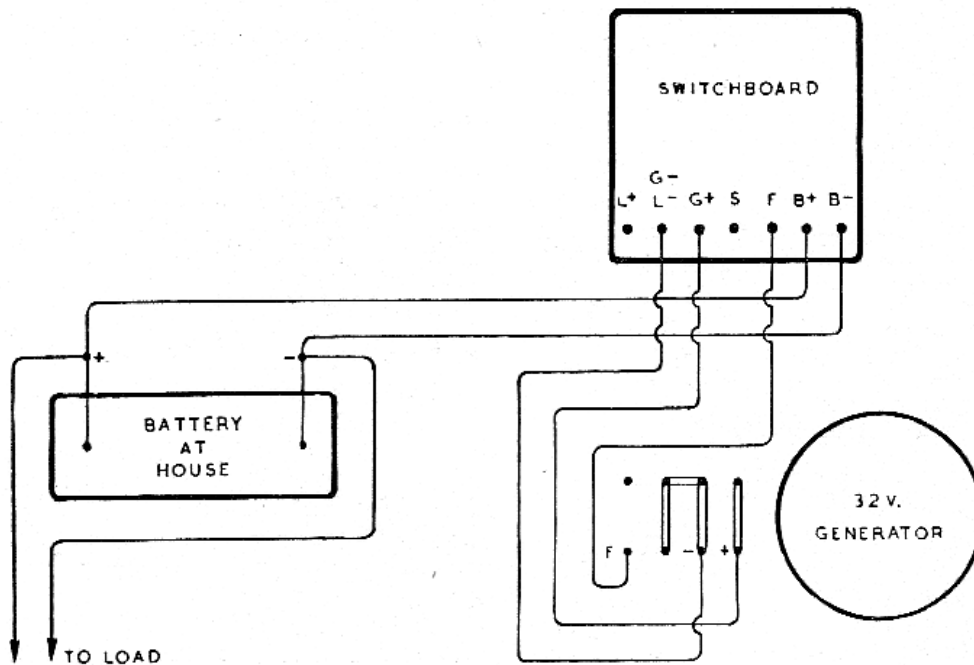 SWITCHBOARD
G-
L+ L- G+ S F B+ B-
+ -
BATTERY
AT
HOUSE
32 V.
GENERATOR
F - +
TO LOAD